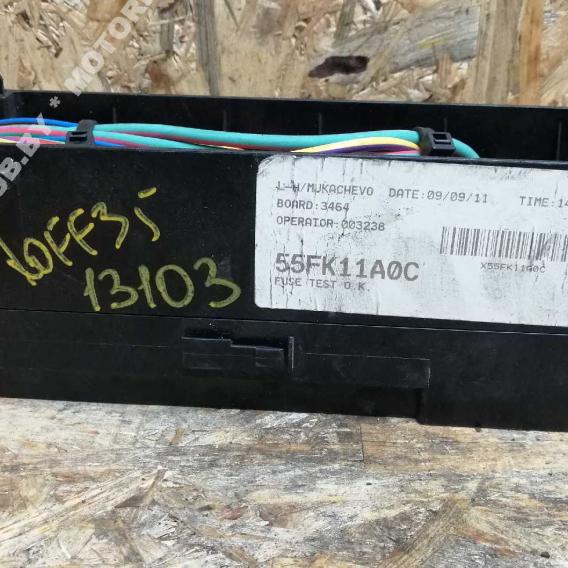 L-H/MUKACHEVO DATE:09/09/11 TIME:14
BOARD:3464
OPERATOR-003238
55FK11A0C
X55FK11A0C
FUSE TEST O.K.
13103